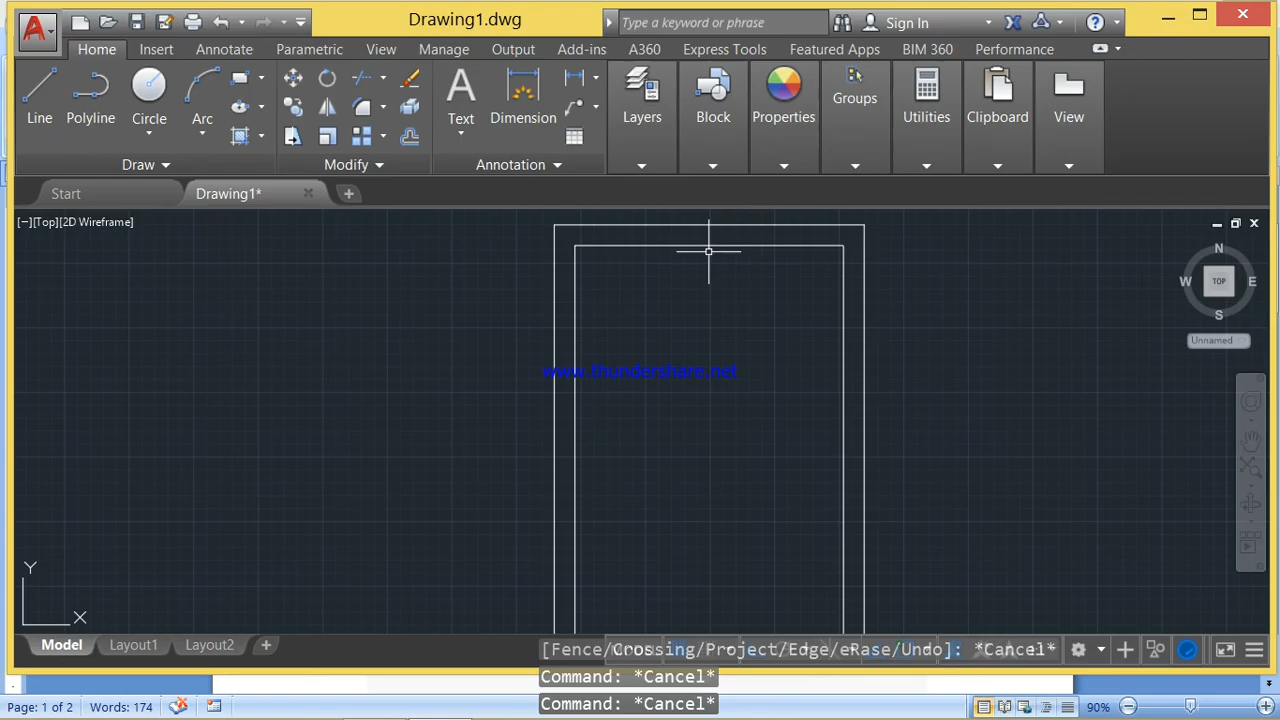 Drawing1.dwg
Type a keyword or phrase
Sign In
Home Insert Annotate Parametric View Manage Output Add-ins A360 Express Tools Featured Apps BIM 360 Performance
Line Polyline Circle Arc
Text Dimension
Layers Block Properties Groups Utilities Clipboard View
Draw Modify Annotation
Start Drawing1*
[−][Top][2D Wireframe]
N
W TOP E
S
Unnamed
www.thundershare.net
Y
X
Model Layout1 Layout2
[Fence/Crossing/Project/Edge/eRase/Undo]: *Cancel*
Command: *Cancel*
Command: *Cancel*
Page: 1 of 2 Words: 174 90%